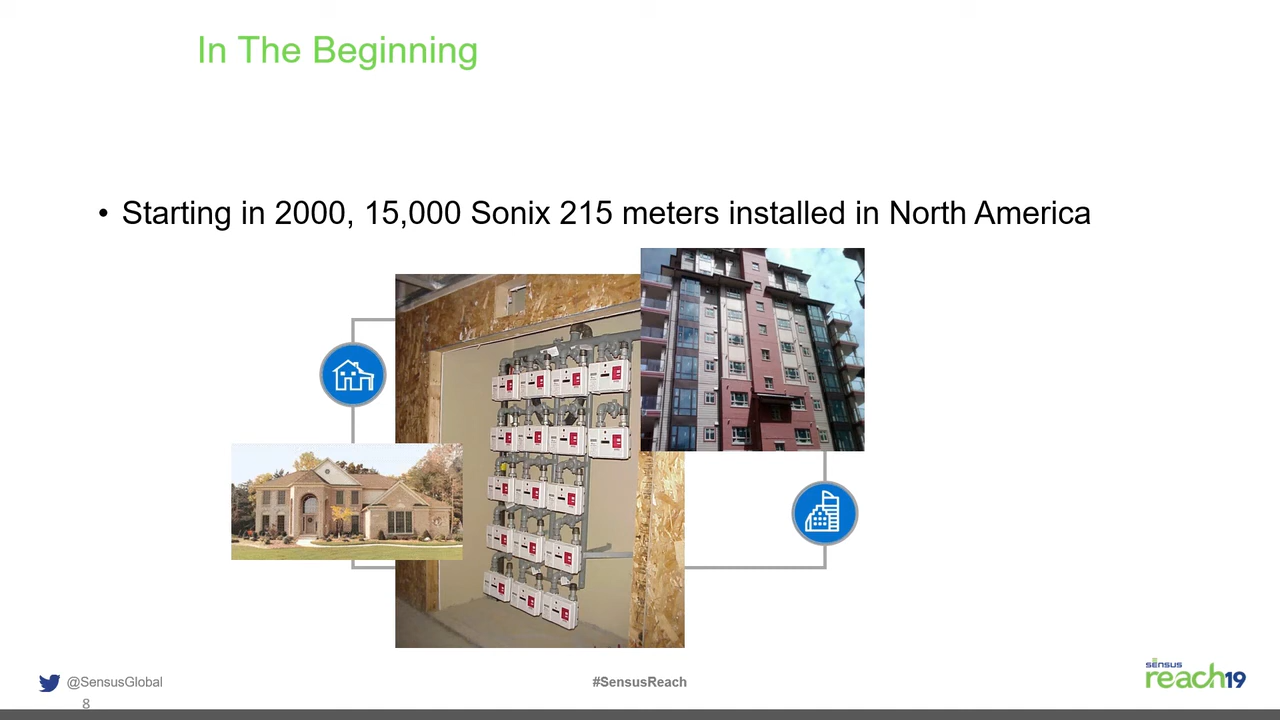 In The Beginning
• Starting in 2000, 15,000 Sonix 215 meters installed in North America
@SensusGlobal
#SensusReach
sensus
reach19
8